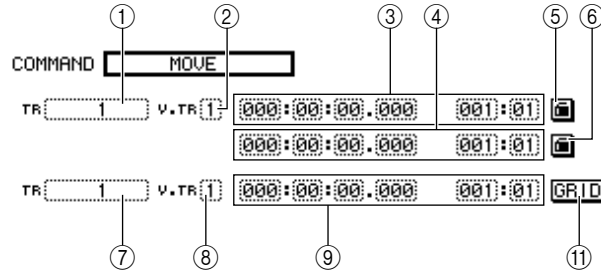 ① ② ③ ④ ⑤ ⑥
COMMAND MOVE
TR 1 V.TR 1 000:00:00.000 001:01
000:00:00.000 001:01
TR 1 V.TR 1 000:00:00.000 001:01 GRID
⑦ ⑧ ⑨ ⑪